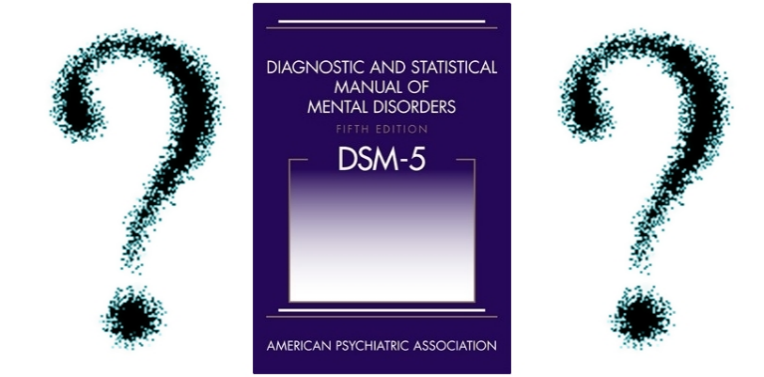 DIAGNOSTIC AND STATISTICAL
MANUAL OF
MENTAL DISORDERS
FIFTH EDITION
DSM-5
AMERICAN PSYCHIATRIC ASSOCIATION